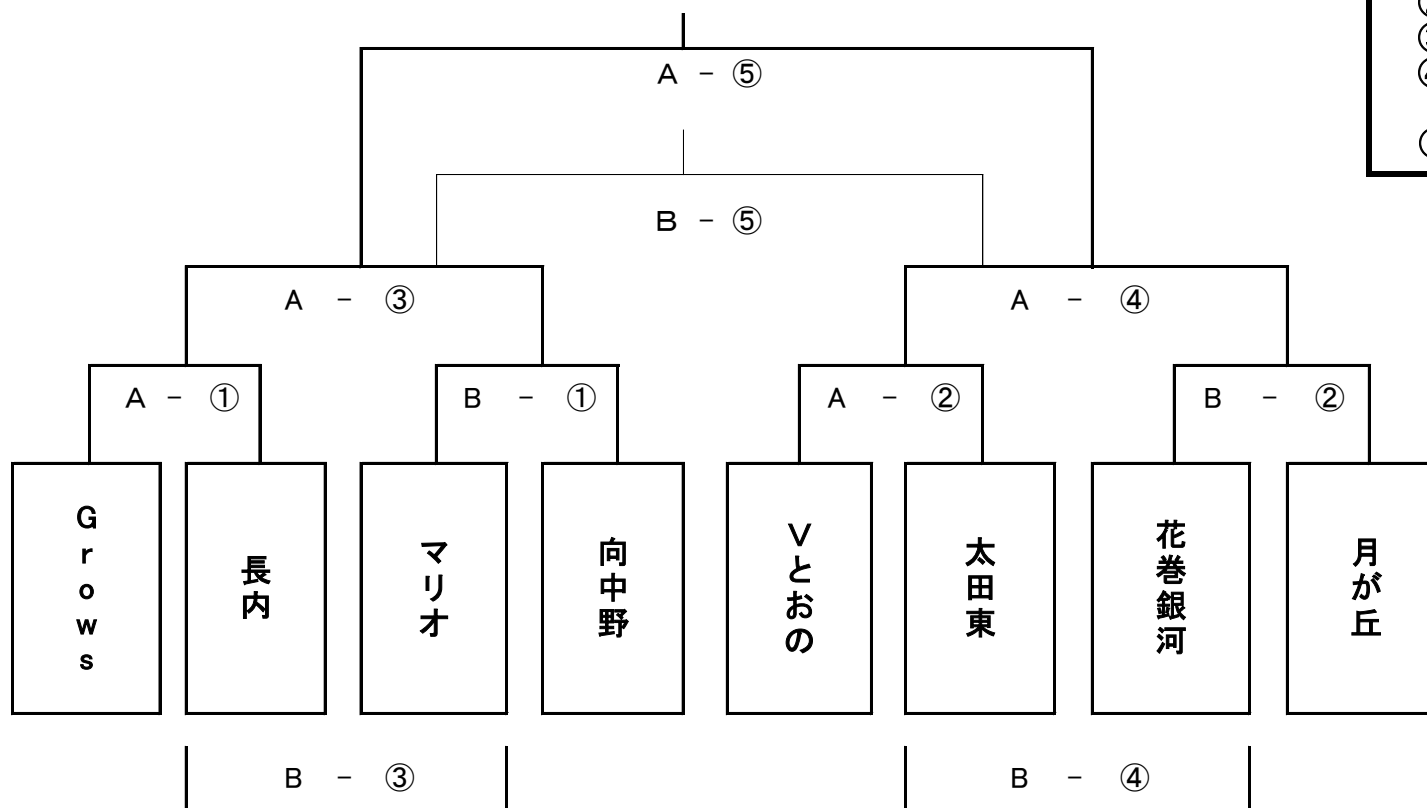 A － ⑤
B － ⑤
A － ③
A － ④
A － ①
B － ①
A － ②
B － ②
Grows
長内
マリオ
向中野
Vとおの
太田東
花巻銀河
月が丘
B － ③
B － ④